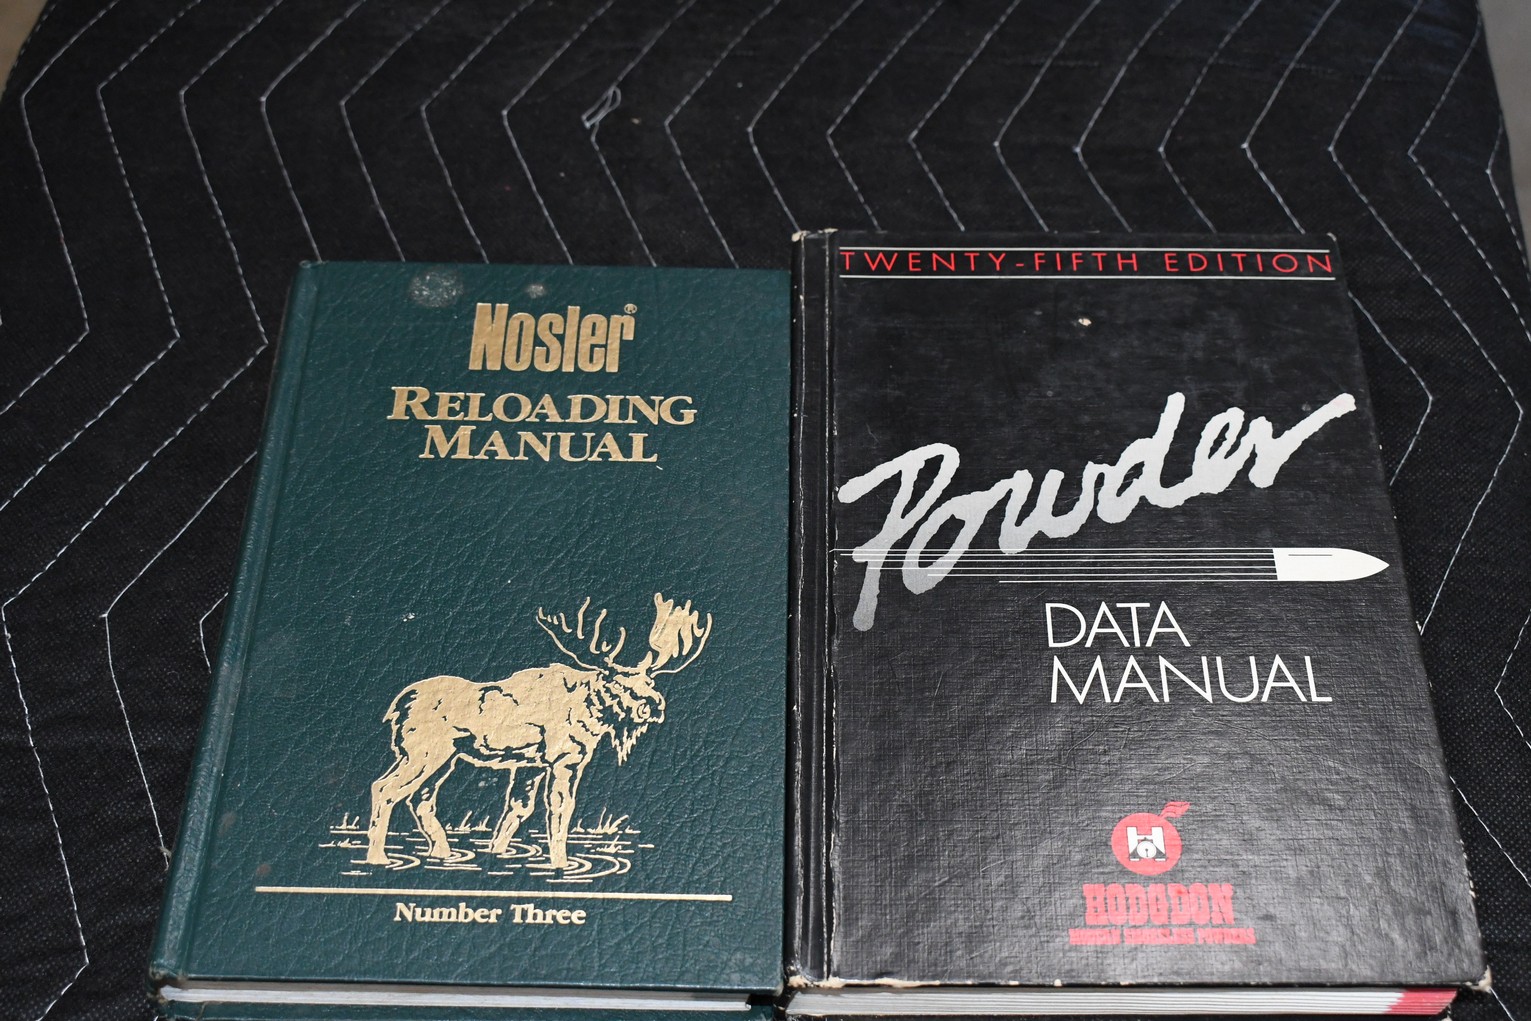 Nosler®
RELOADING
MANUAL
Number Three
TWENTY-FIFTH EDITION
Powder
DATA
MANUAL
H
HODGDON